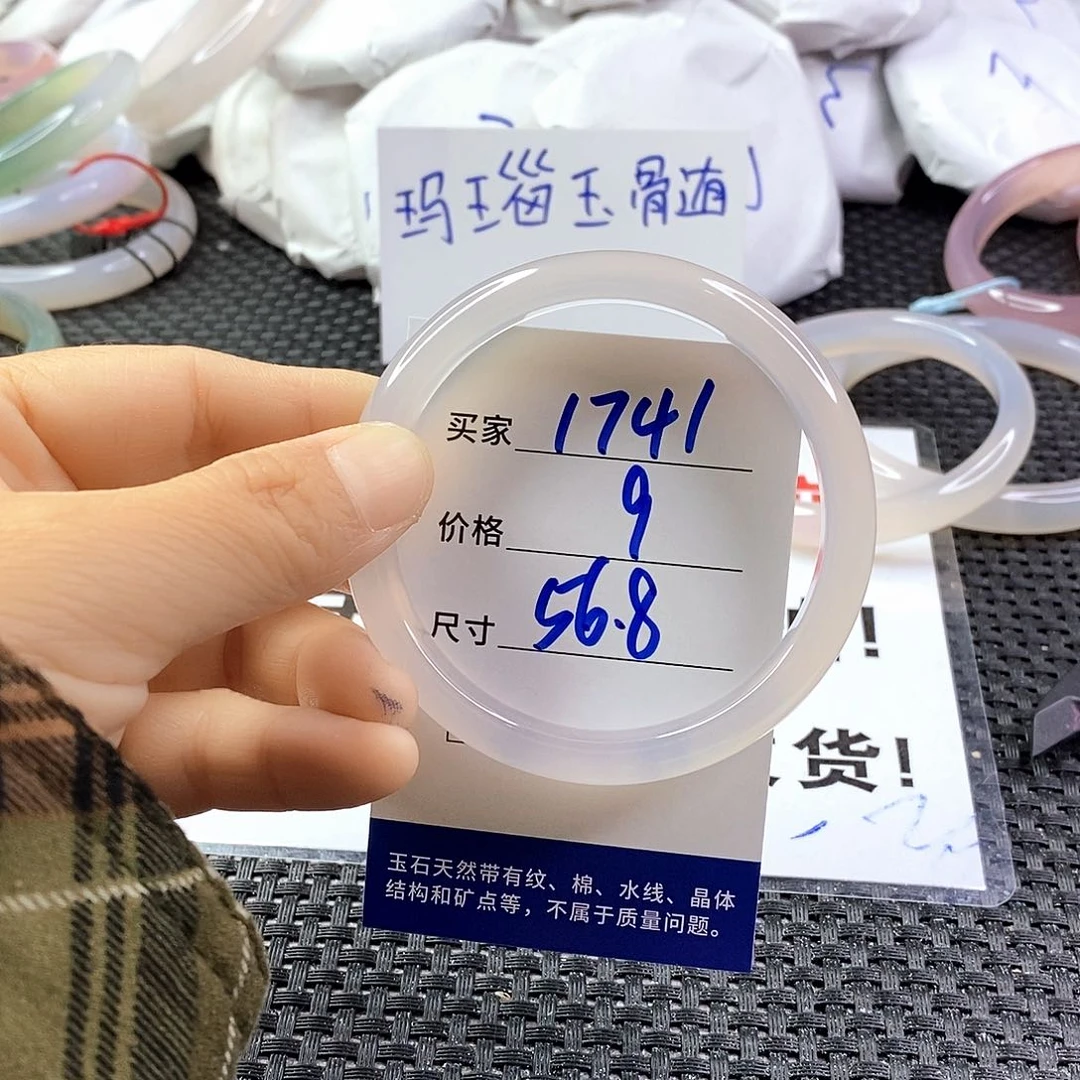 玛瑙玉骨随
买家 1741
价格 9
尺寸 56.8
货!
玉石天然带有纹、棉、水线、晶体
结构和矿点等，不属于质量问题。